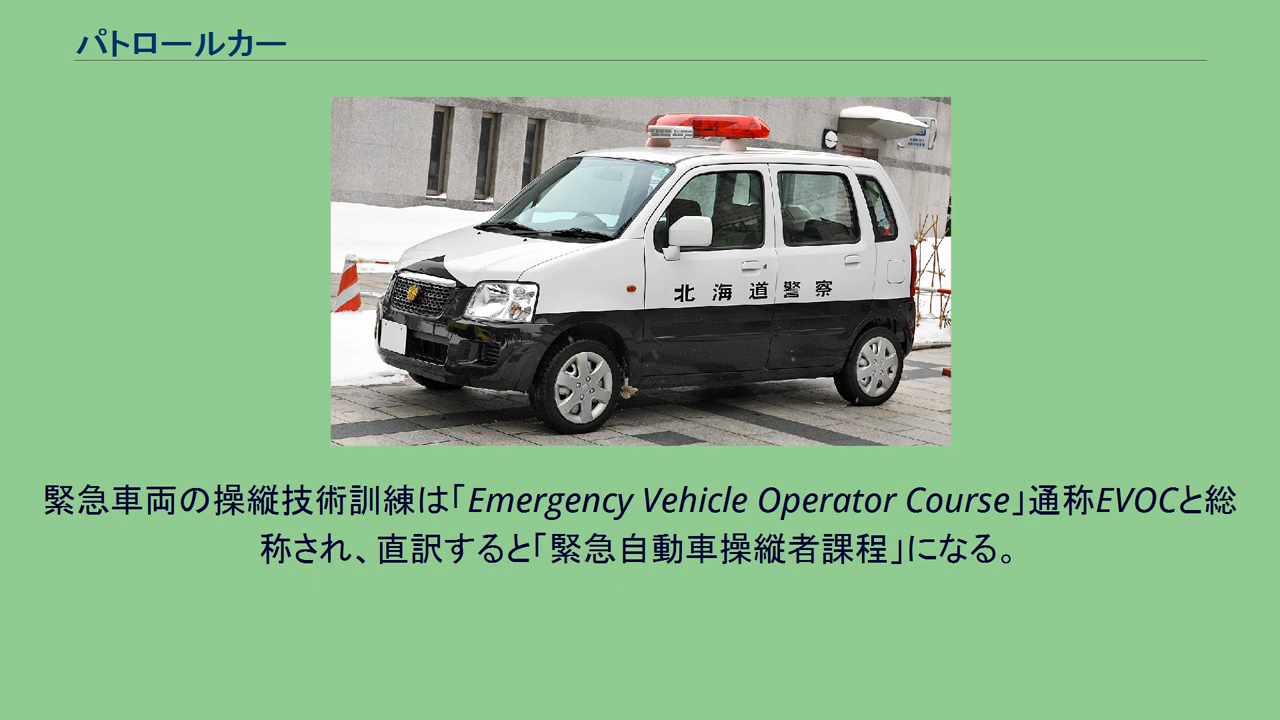 パトロールカー
北海道警察
緊急車両の操縦技術訓練は「Emergency Vehicle Operator Course」通称EVOCと総
称され、直訳すると「緊急自動車操縦者課程」になる。